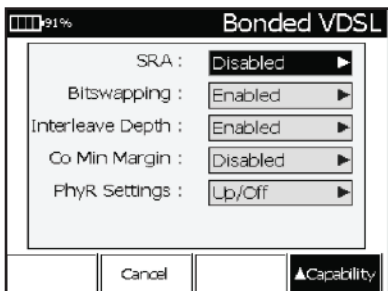 91%
Bonded VDSL
SRA : Disabled
Bitswapping : Enabled
Interleave Depth : Enabled
Co Min Margin : Disabled
PhyR Settings : Up/Off
Cancel
▲Capability